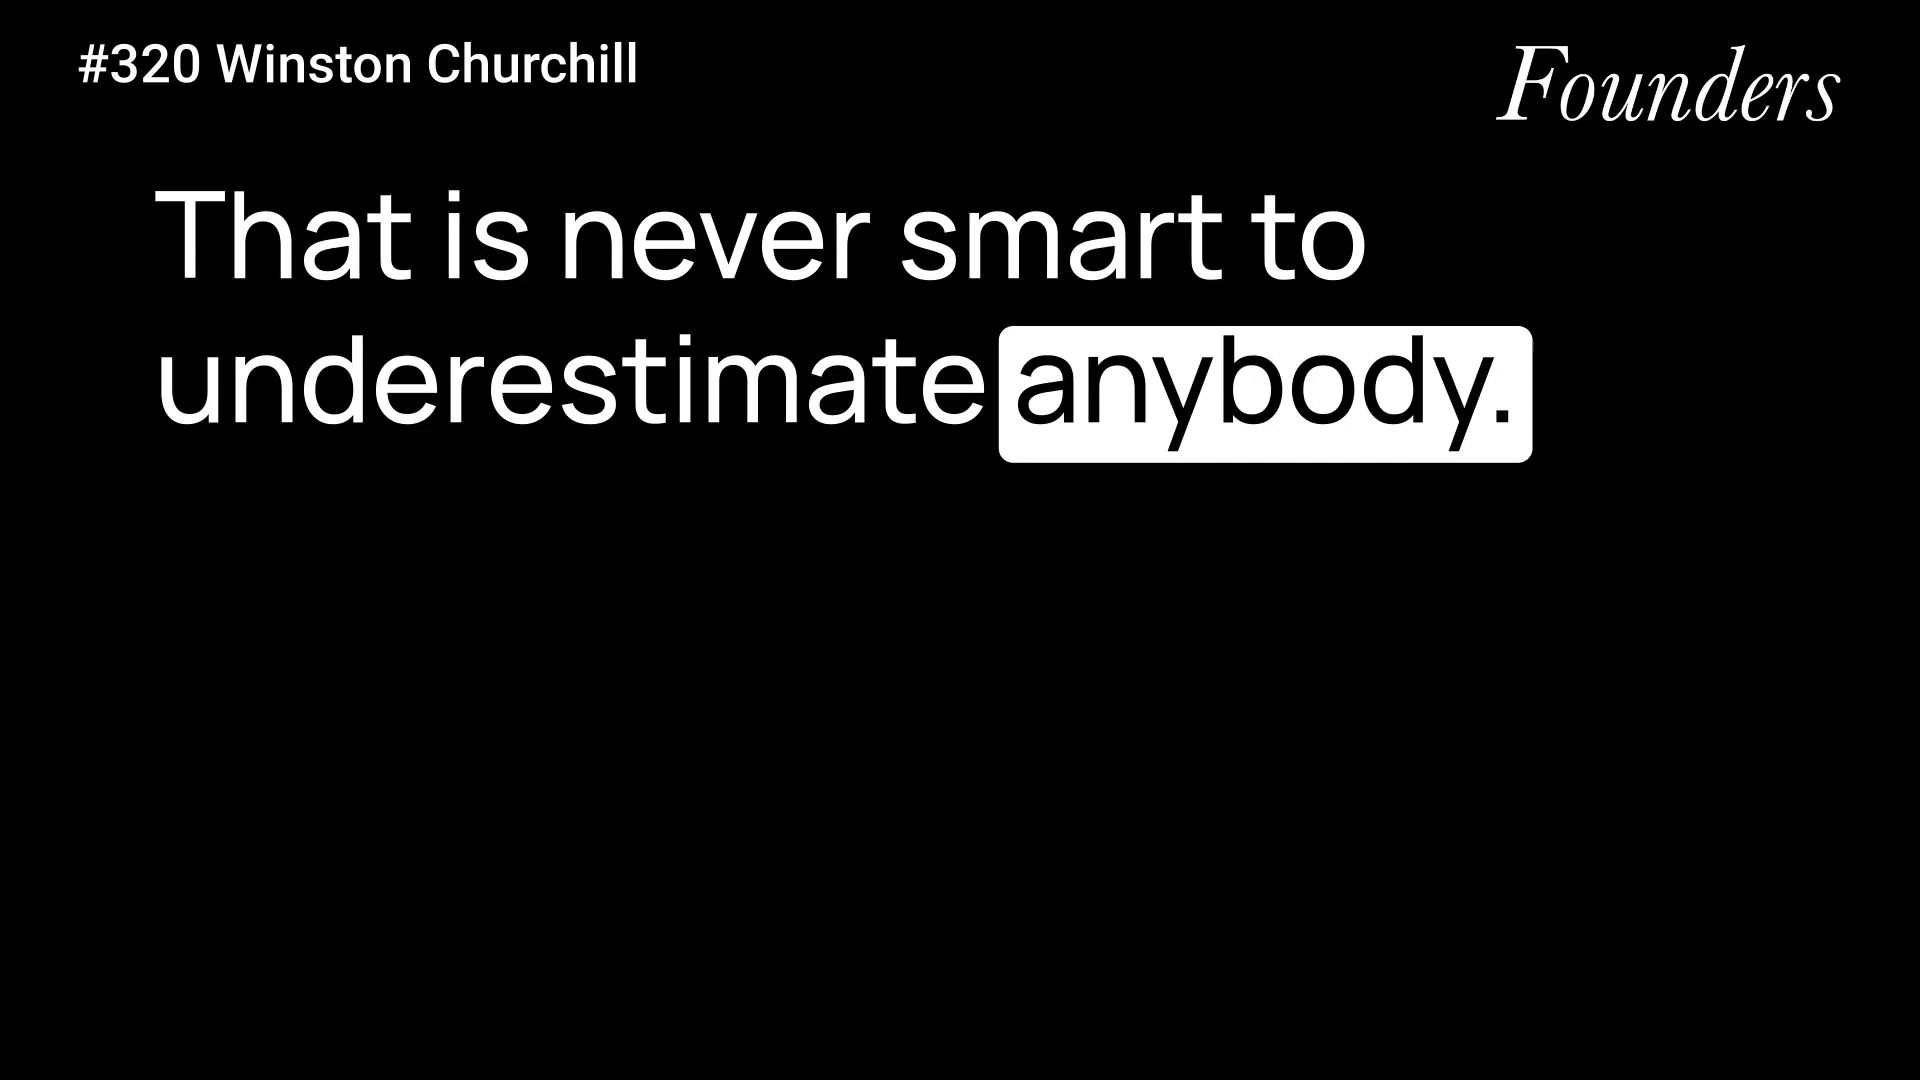 #320 Winston Churchill
Founders
That is never smart to
underestimate anybody.